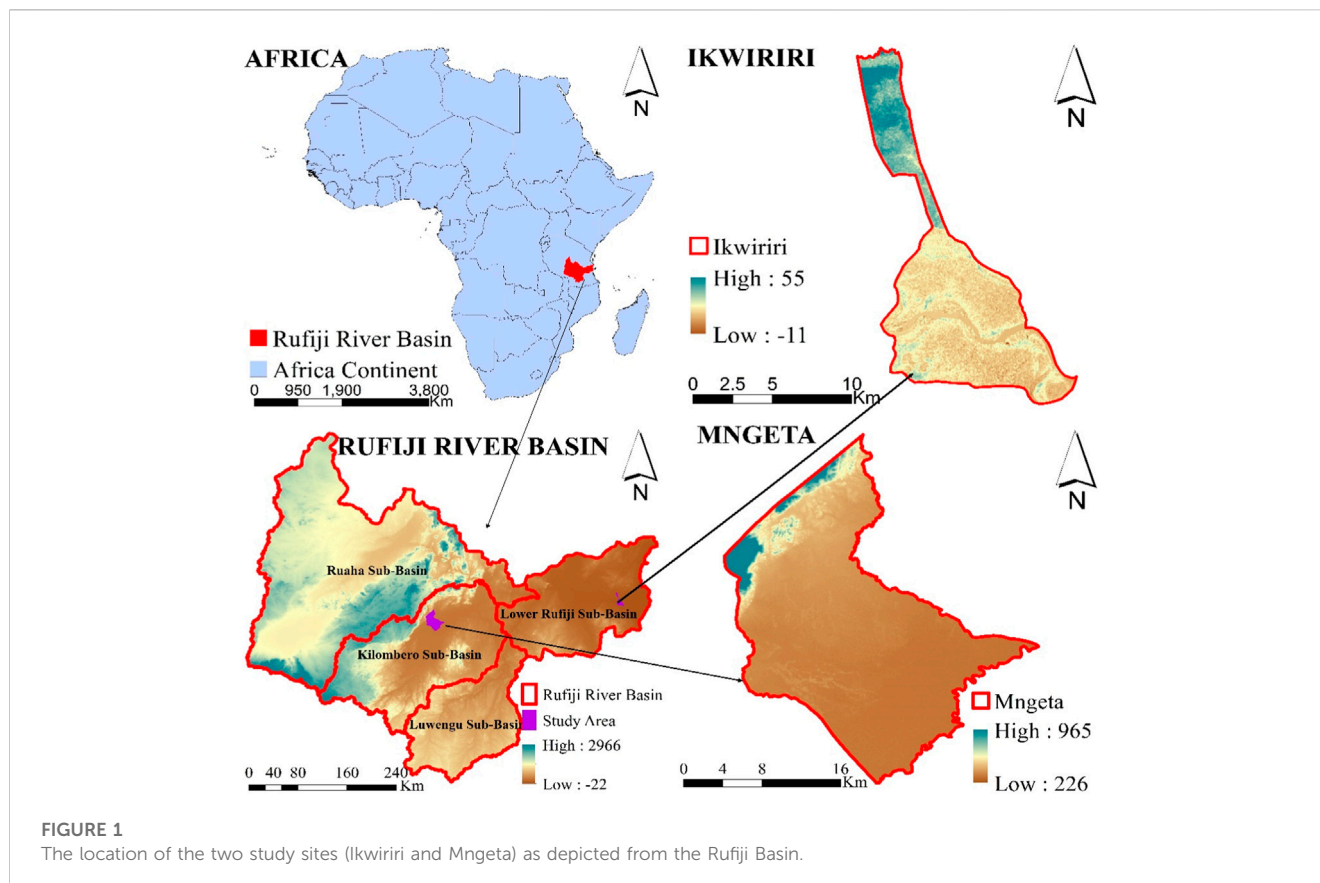 AFRICA
N
Rufiji River Basin
Africa Continent
0 950 1,900 3,800
Km
IKWIRIRI
N
Ikwiriri
High : 55
Low : -11
0 2.5 5 10
Km
RUFIJI RIVER BASIN
N
Ruaha Sub-Basin
Lower Rufiji Sub-Basin
Kilombero Sub-Basin
Luwengu Sub-Basin
Rufiji River Basin
Study Area
High : 2966
Low : -22
0 40 80 160 240
Km
MNGETA
N
Mngeta
High : 965
Low : 226
0 4 8 16
Km
FIGURE 1
The location of the two study sites (Ikwiriri and Mngeta) as depicted from the Rufiji Basin.